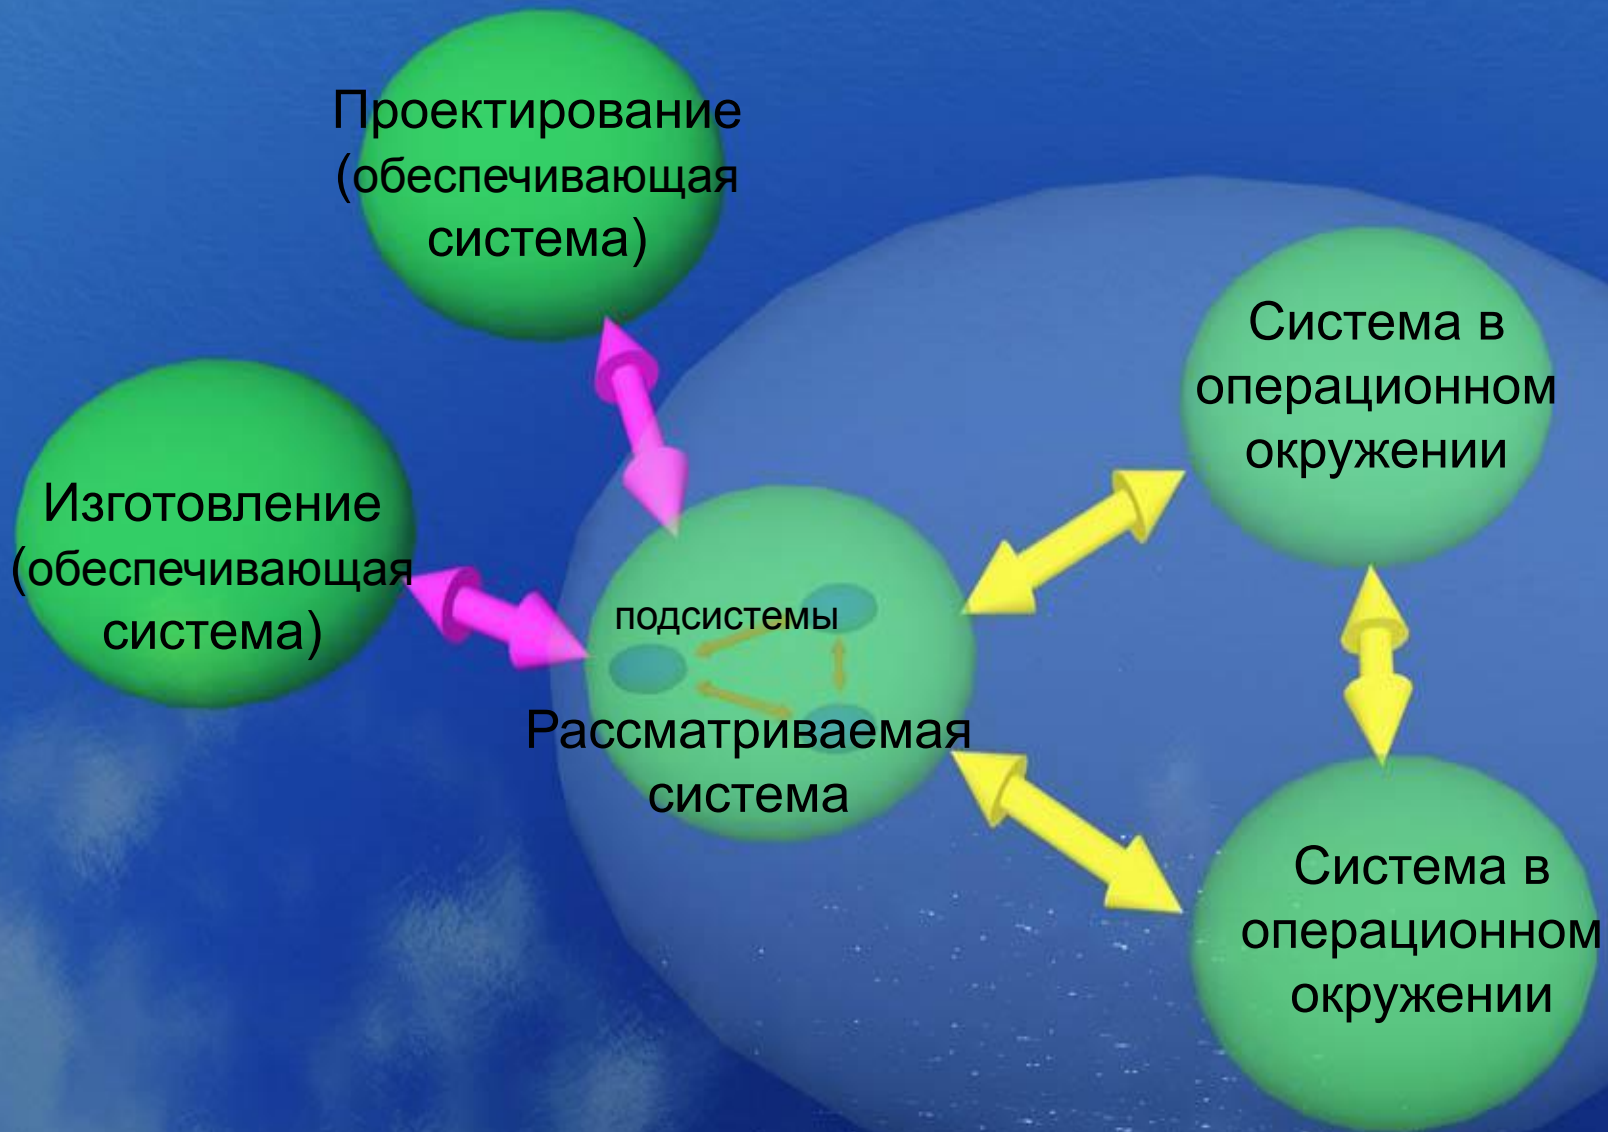 Проектирование
(обеспечивающая
система)
Система в
операционном
окружении
Изготовление
(обеспечивающая
система)
подсистемы
Рассматриваемая
система
Система в
операционном
окружении